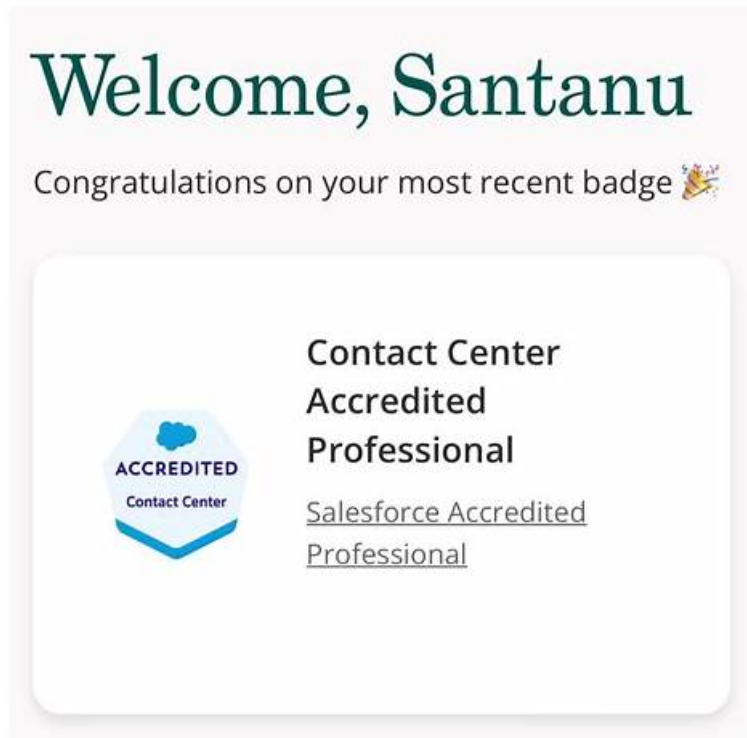 Welcome, Santanu
Congratulations on your most recent badge 🎉
ACCREDITED
Contact Center
Contact Center
Accredited
Professional
Salesforce Accredited
Professional